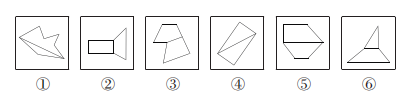 ① ② ③ ④ ⑤ ⑥